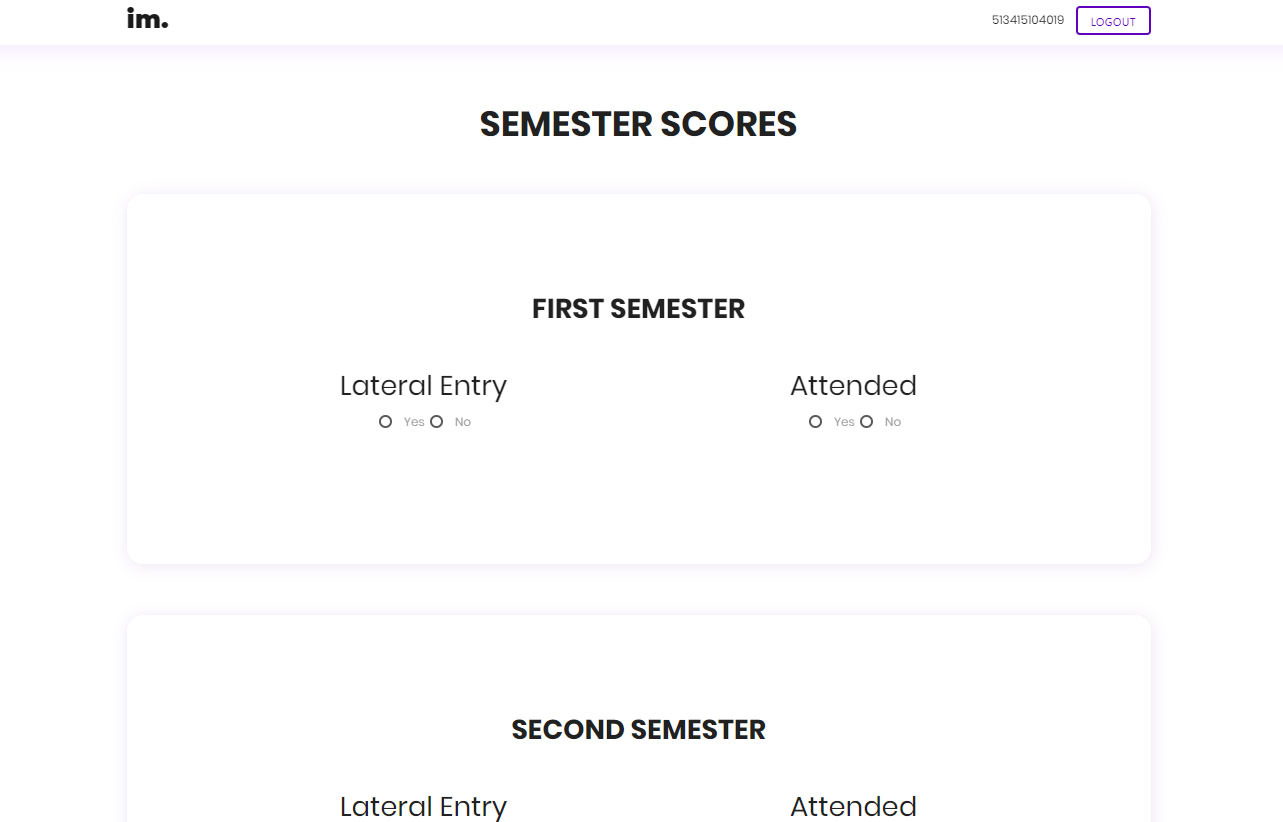 im.
513415104019 LOGOUT
SEMESTER SCORES
FIRST SEMESTER
Lateral Entry Attended
Yes No Yes No
SECOND SEMESTER
Lateral Entry Attended